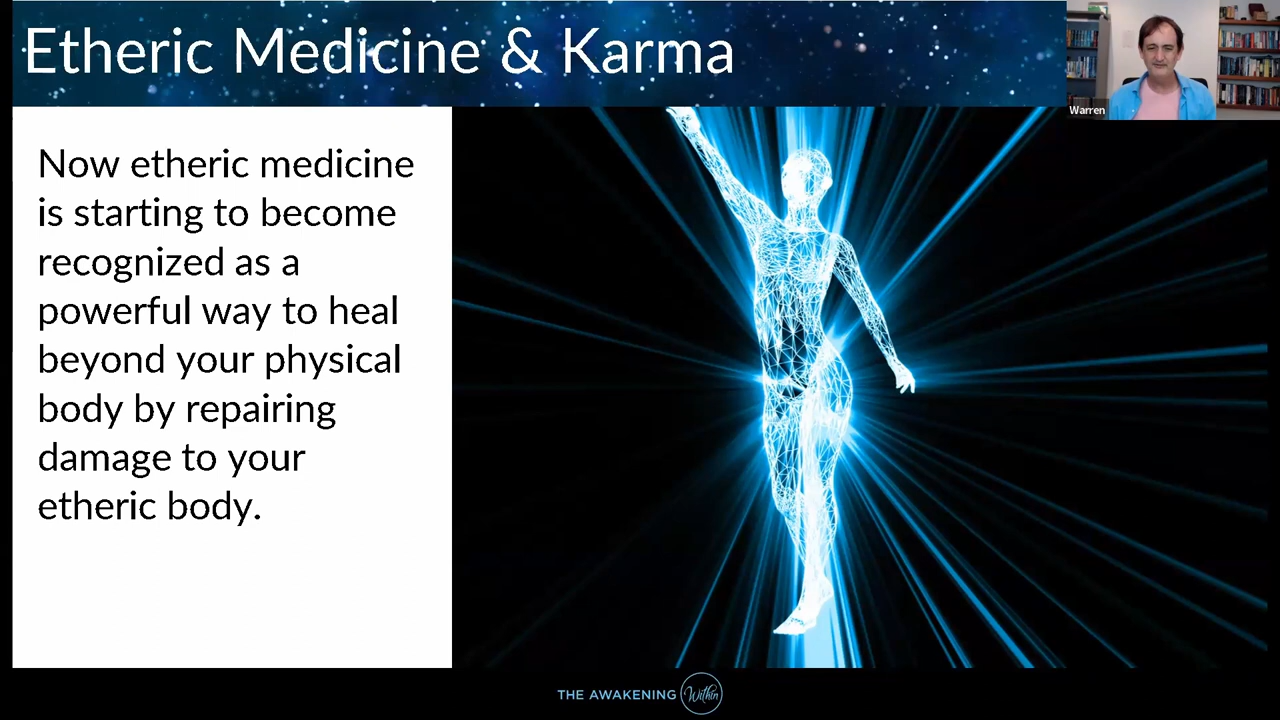 Etheric Medicine & Karma
Warren
Now etheric medicine
is starting to become
recognized as a
powerful way to heal
beyond your physical
body by repairing
damage to your
etheric body.
THE AWAKENING Within